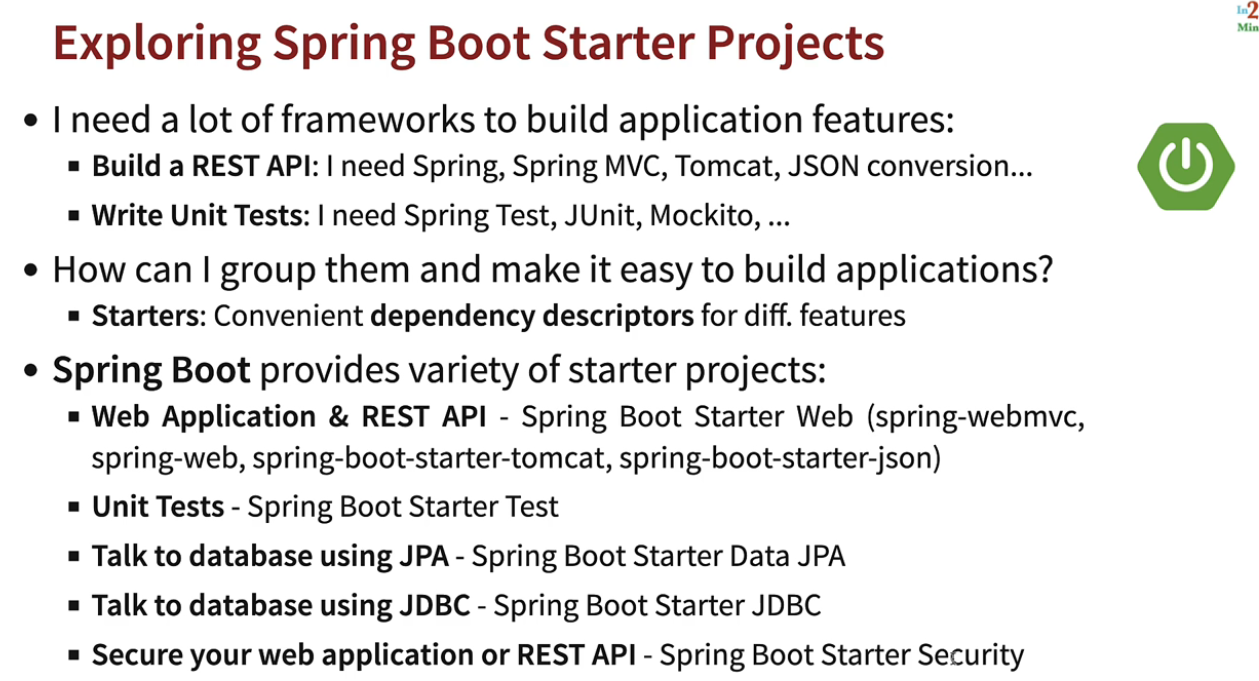 In2
Min
Exploring Spring Boot Starter Projects
• I need a lot of frameworks to build application features:
▪ Build a REST API: I need Spring, Spring MVC, Tomcat, JSON conversion...
▪ Write Unit Tests: I need Spring Test, JUnit, Mockito, ...
• How can I group them and make it easy to build applications?
▪ Starters: Convenient dependency descriptors for diff. features
• Spring Boot provides variety of starter projects:
▪ Web Application & REST API - Spring Boot Starter Web (spring-webmvc,
spring-web, spring-boot-starter-tomcat, spring-boot-starter-json)
▪ Unit Tests - Spring Boot Starter Test
▪ Talk to database using JPA - Spring Boot Starter Data JPA
▪ Talk to database using JDBC - Spring Boot Starter JDBC
▪ Secure your web application or REST API - Spring Boot Starter Security